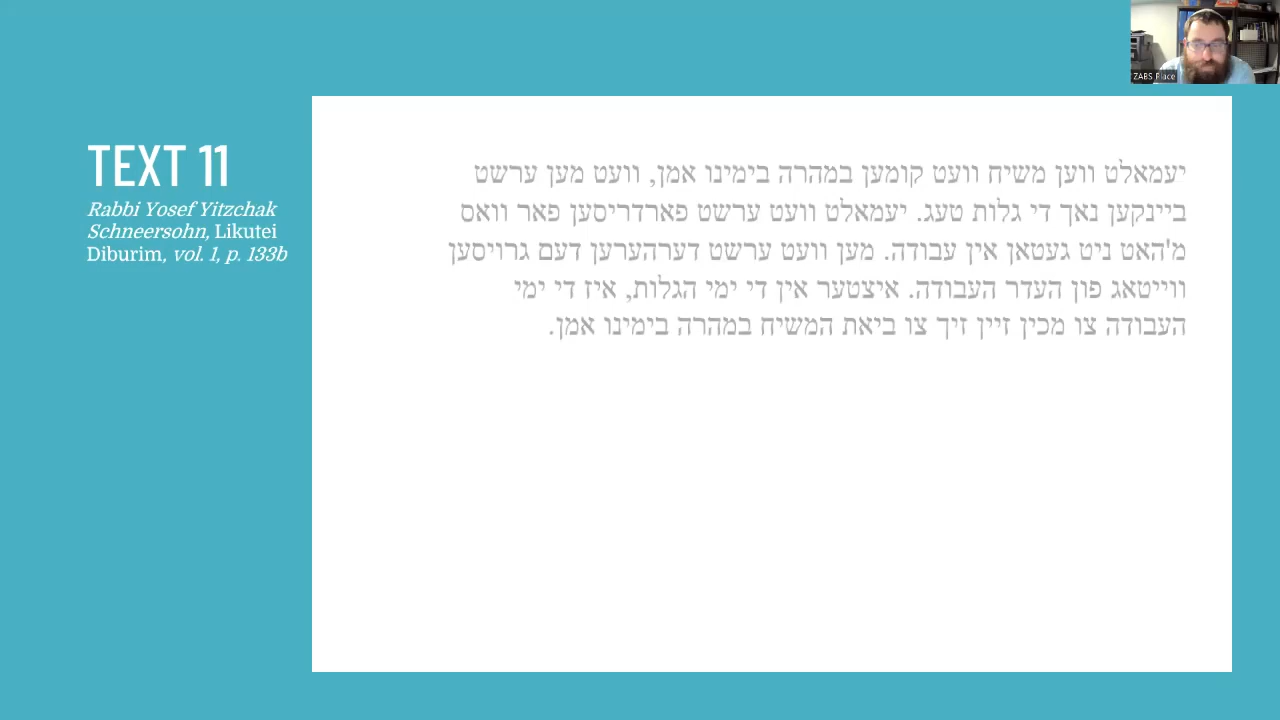 TEXT 11
Rabbi Yosef Yitzchak
Schneersohn, Likutei
Diburim, vol. 1, p. 133b
יעמאלט ווען משיח וועט קומען במהרה בימינו אמן, וועט מען ערשט
ביינקען נאך די גלות טעג. יעמאלט וועט ערשט פארדריסען פאר וואס
מ'האט ניט געטאן אין עבודה. מען וועט ערשט דערהערען דעם גרויסען
ווייטאג פון העדר העבודה. איצטער אין די ימי הגלות, איז די ימי
העבודה צו מכין זיין זיך צו ביאת המשיח במהרה בימינו אמן.
ZABS Place